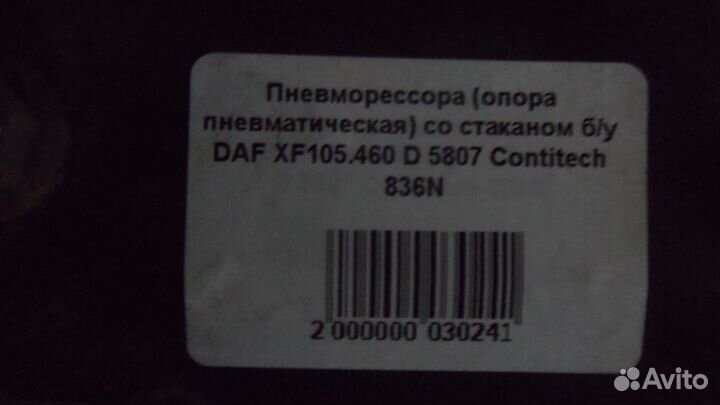 Пневморессора (опора
пневматическая) со стаканом б/у
DAF XF105.460 D 5807 Contitech
836N
2 000000 030241
Avito